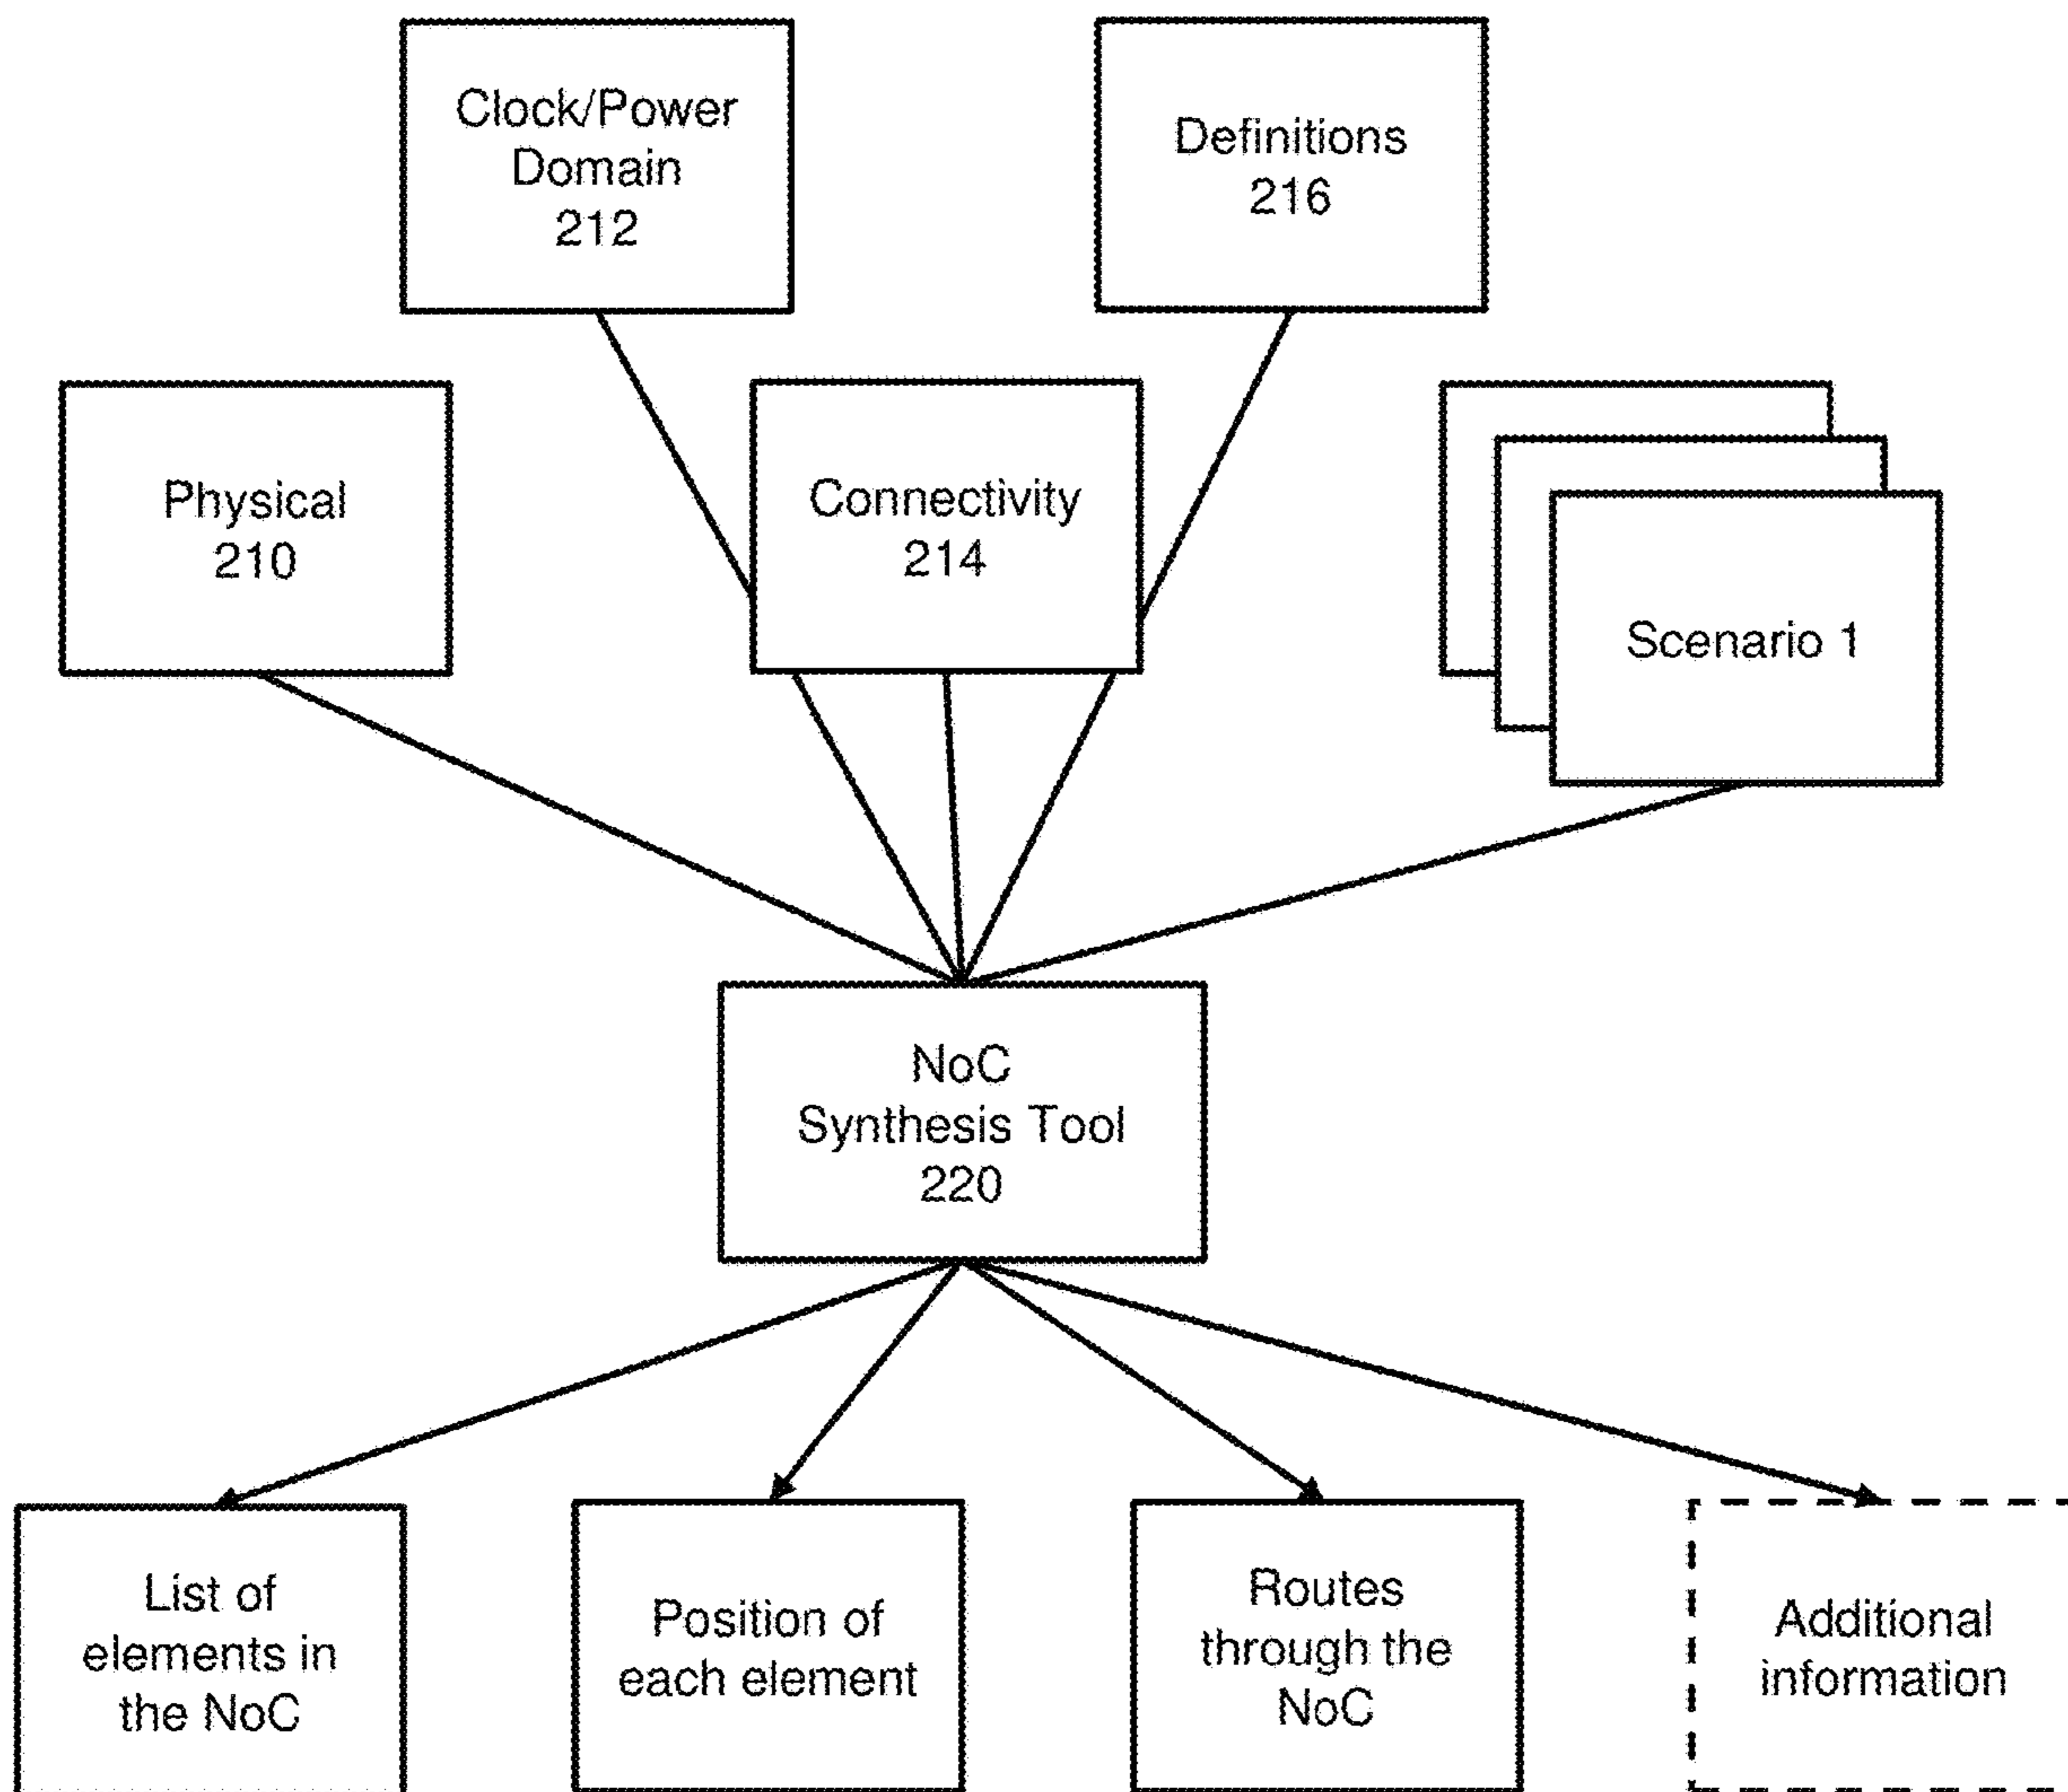 Clock/Power
Domain
212
Definitions
216
Physical
210
Connectivity
214
Scenario 1
NoC
Synthesis Tool
220
List of
elements in
the NoC
Position of
each element
Routes
through the
NoC
Additional
information